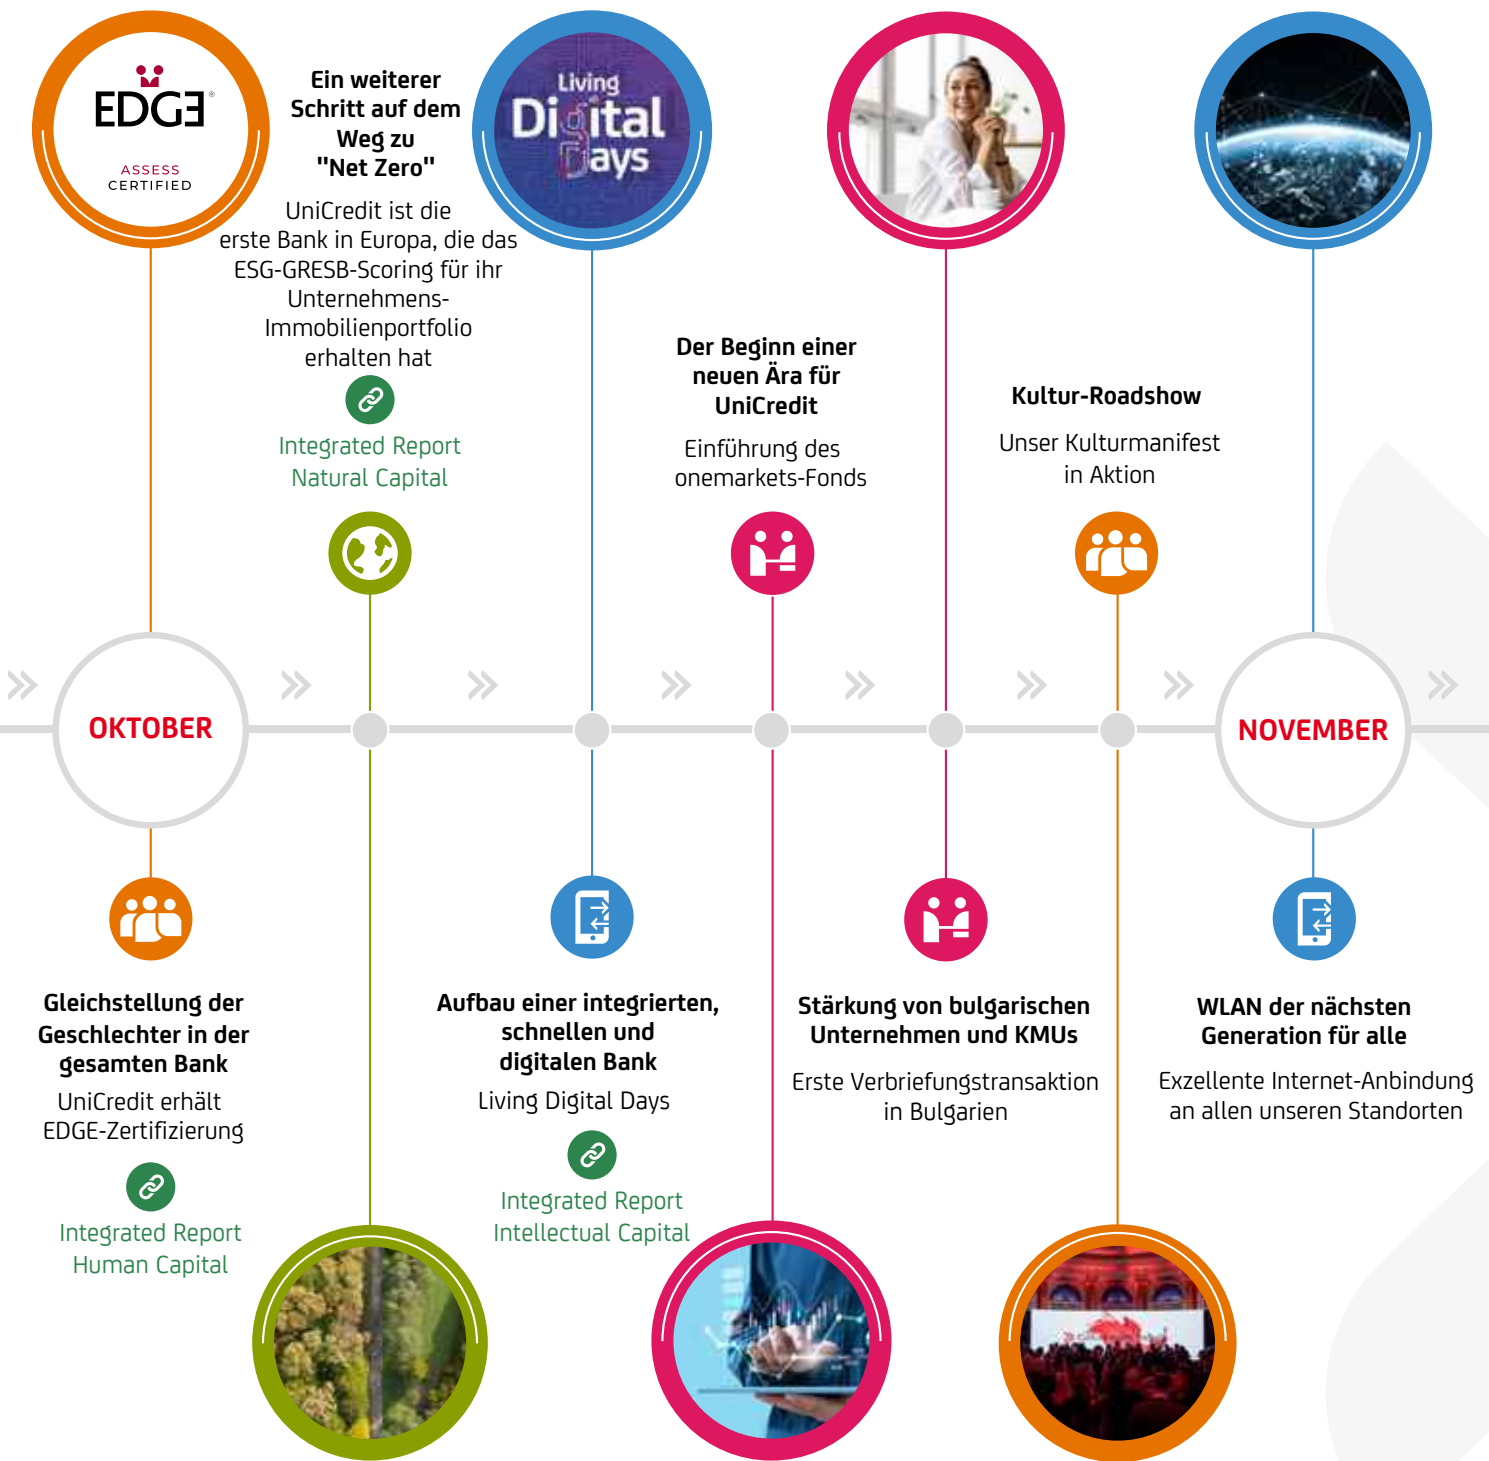 EDGE®
ASSESS
CERTIFIED
Ein weiterer
Schritt auf dem
Weg zu
"Net Zero"
UniCredit ist die
erste Bank in Europa, die das
ESG-GRESB-Scoring für ihr
Unternehmens-
Immobilienportfolio
erhalten hat
Integrated Report
Natural Capital
Living
Digital
Days
Der Beginn einer
neuen Ära für
UniCredit
Einführung des
onemarkets-Fonds
Kultur-Roadshow
Unser Kulturmanifest
in Aktion
OKTOBER
NOVEMBER
Gleichstellung der
Geschlechter in der
gesamten Bank
UniCredit erhält
EDGE-Zertifizierung
Integrated Report
Human Capital
Aufbau einer integrierten,
schnellen und
digitalen Bank
Living Digital Days
Integrated Report
Intellectual Capital
Stärkung von bulgarischen
Unternehmen und KMUs
Erste Verbriefungstransaktion
in Bulgarien
WLAN der nächsten
Generation für alle
Exzellente Internet-Anbindung
an allen unseren Standorten